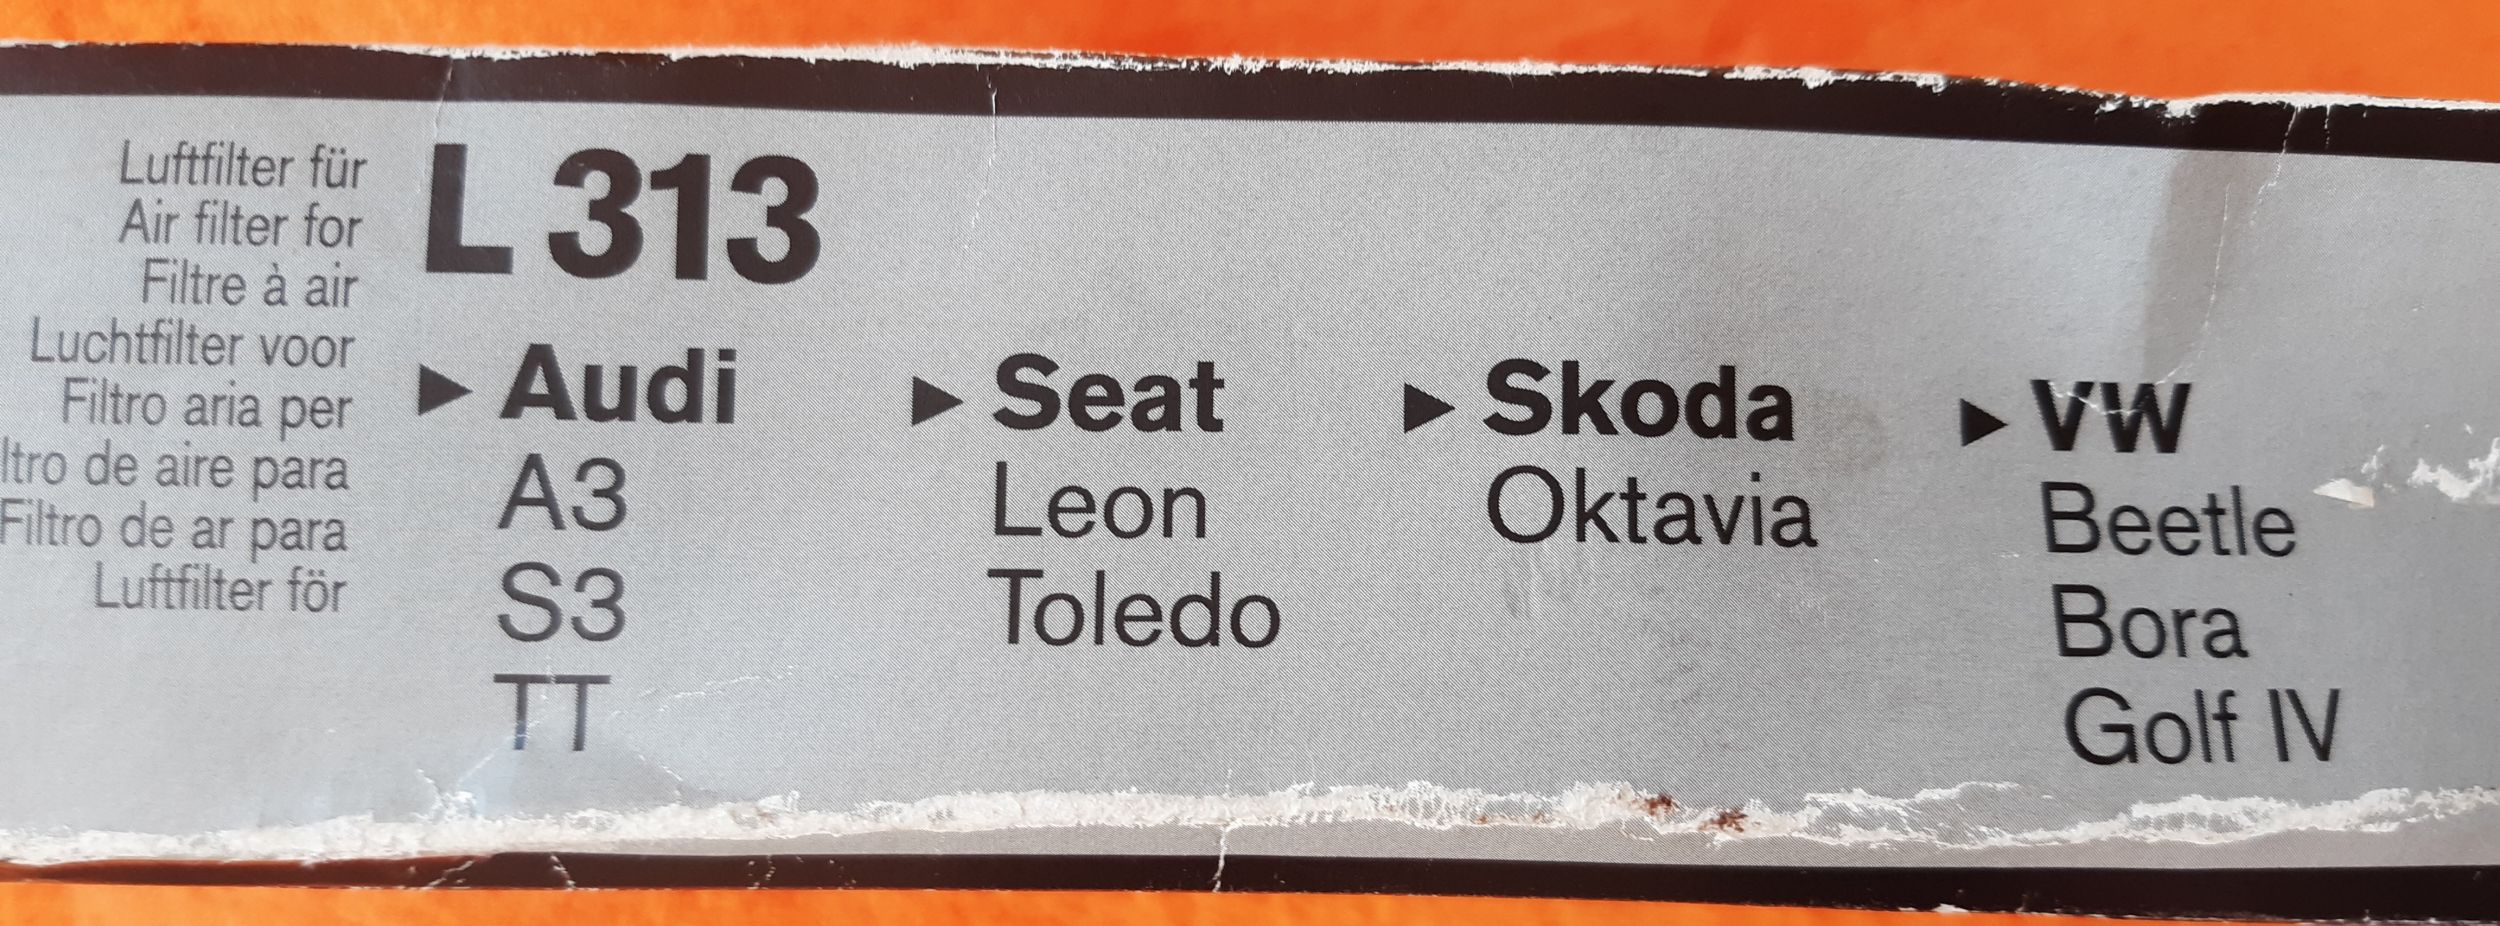 Luftfilter für
Air filter for
Filtre à air
Luchtfilter voor
Filtro aria per
ltro de aire para
Filtro de ar para
Luftfilter för
L 313
Audi
A3
S3
TT
Seat
Leon
Toledo
Skoda
Oktavia
VW
Beetle
Bora
Golf IV